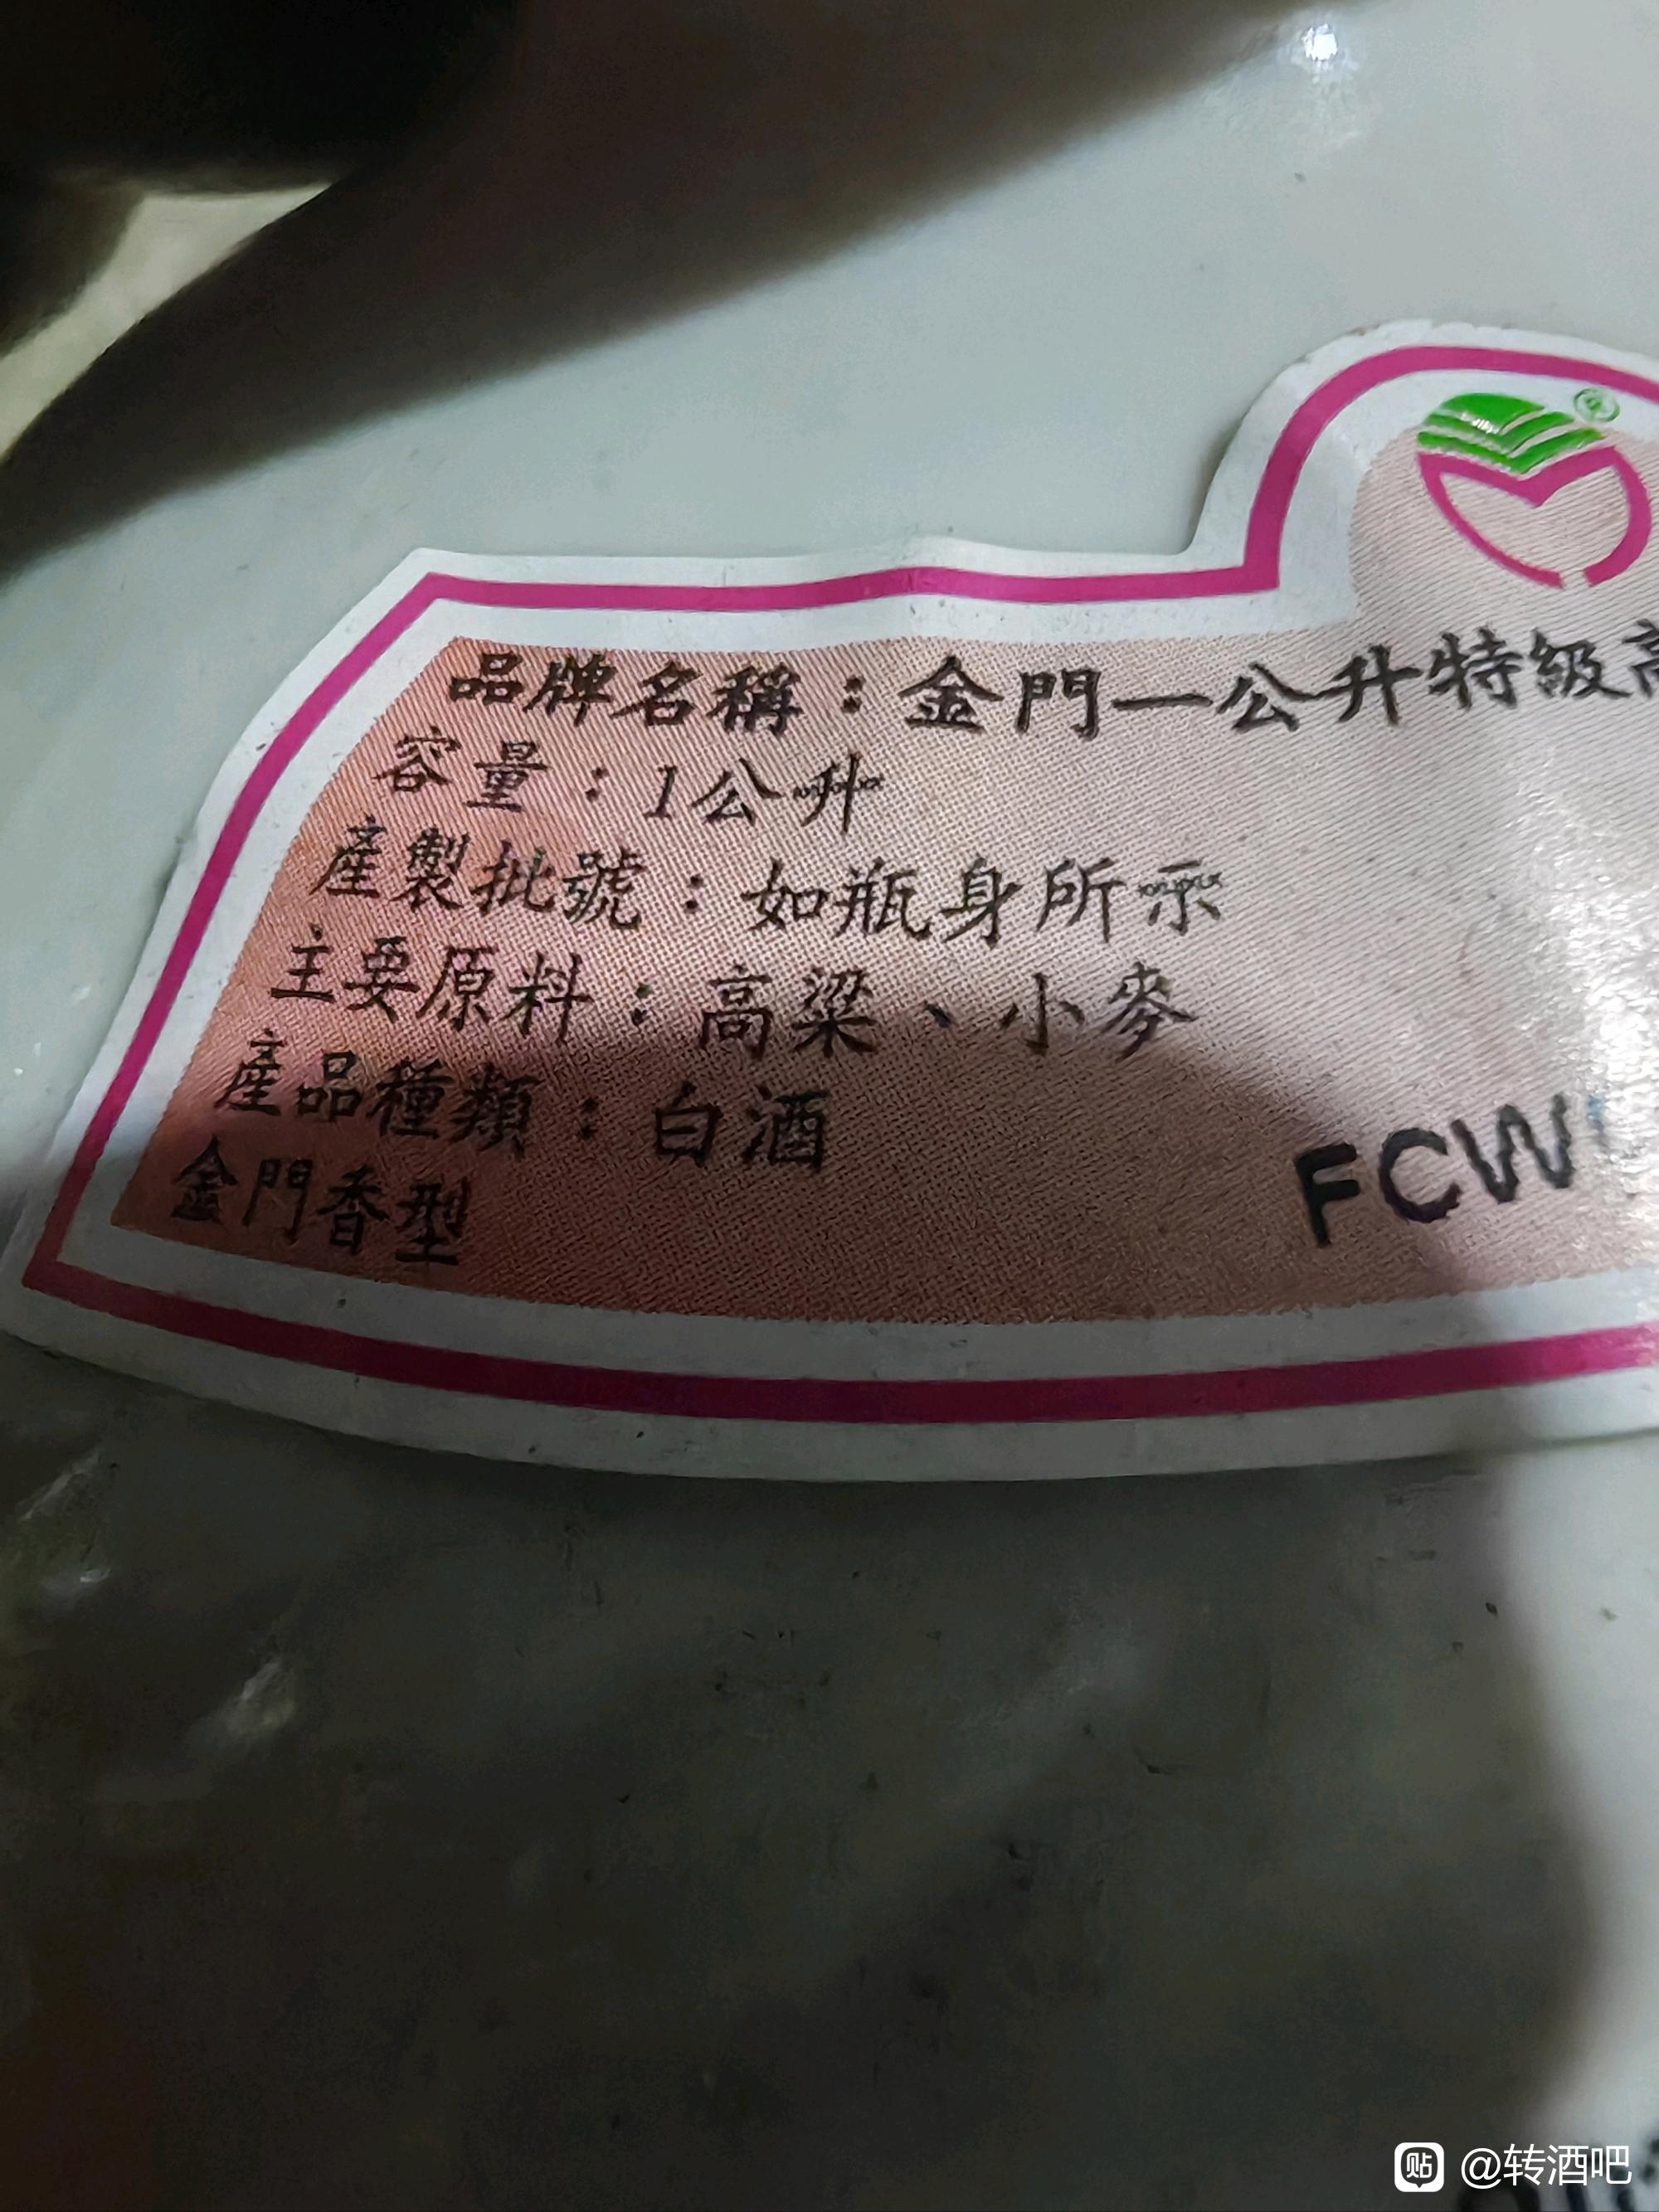 品牌名稱：金門一公升特級高
容量：1公升
產製批號：如瓶身所示
主要原料：高粱、小麥
產品種類：白酒
金門香型
FCW
贴 @转酒吧